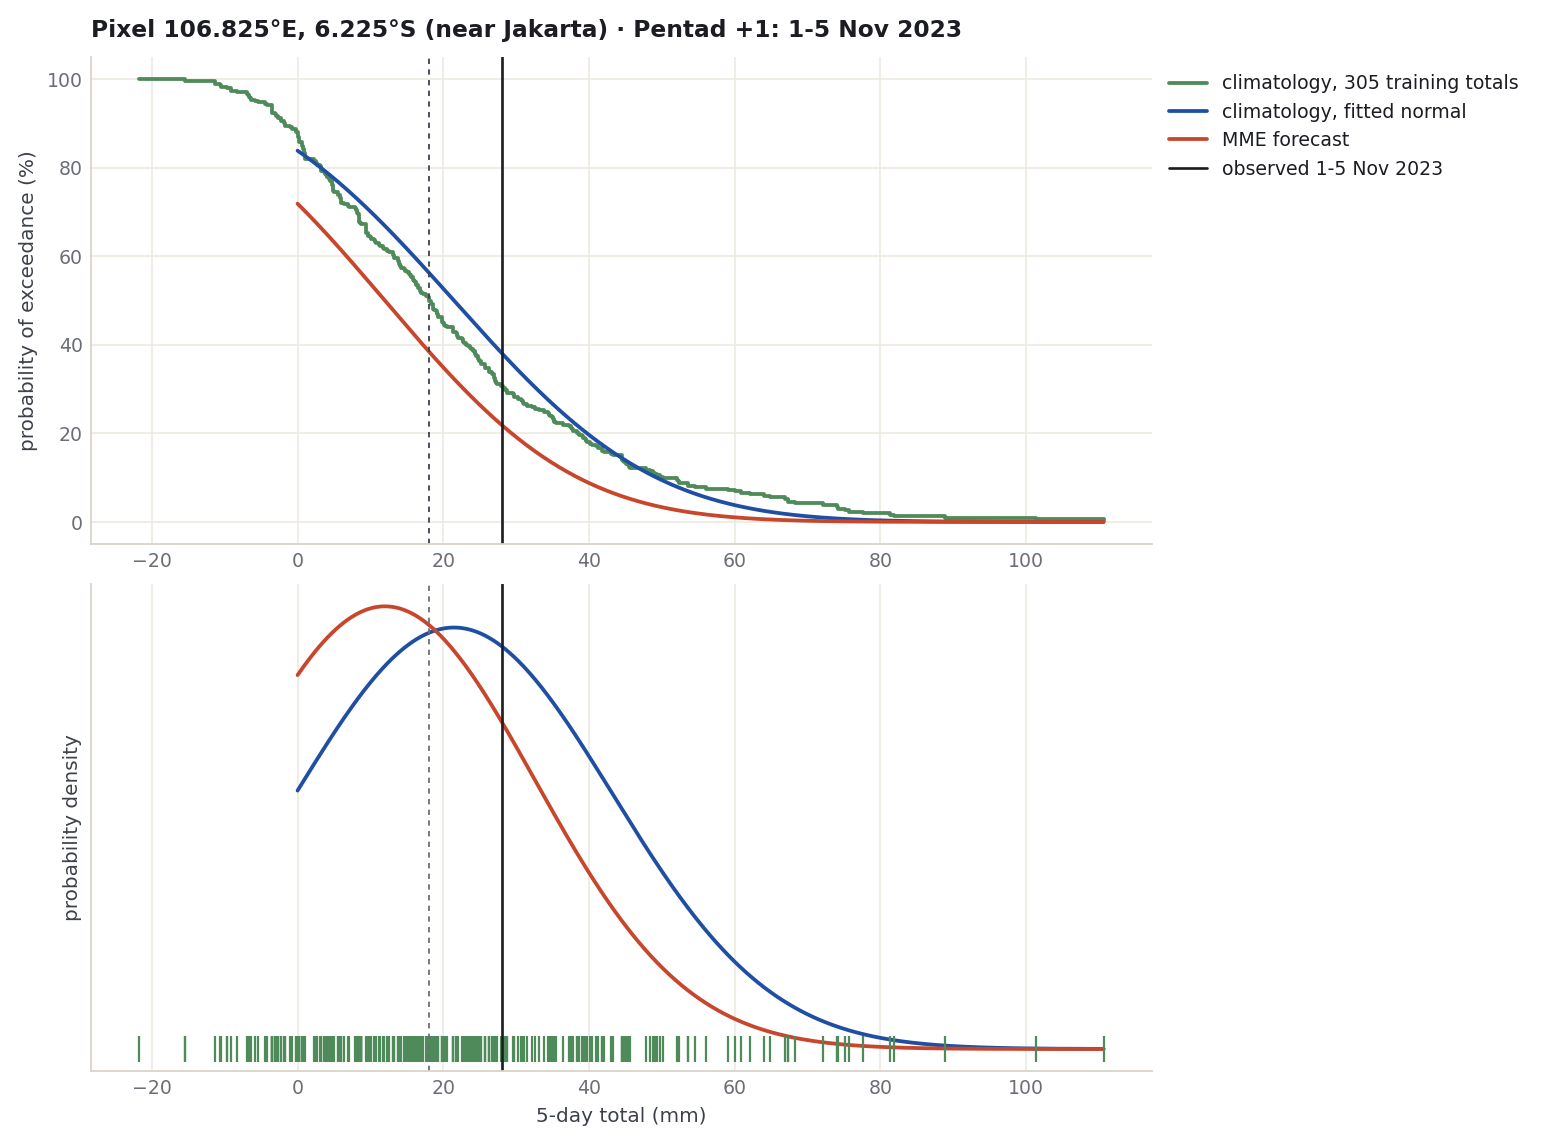 Pixel 106.825°E, 6.225°S (near Jakarta) · Pentad +1: 1-5 Nov 2023
probability of exceedance (%)
100
80
60
40
20
0
−20
0
20
40
60
80
100
climatology, 305 training totals
climatology, fitted normal
MME forecast
observed 1-5 Nov 2023
probability density
−20
0
20
40
60
80
100
5-day total (mm)